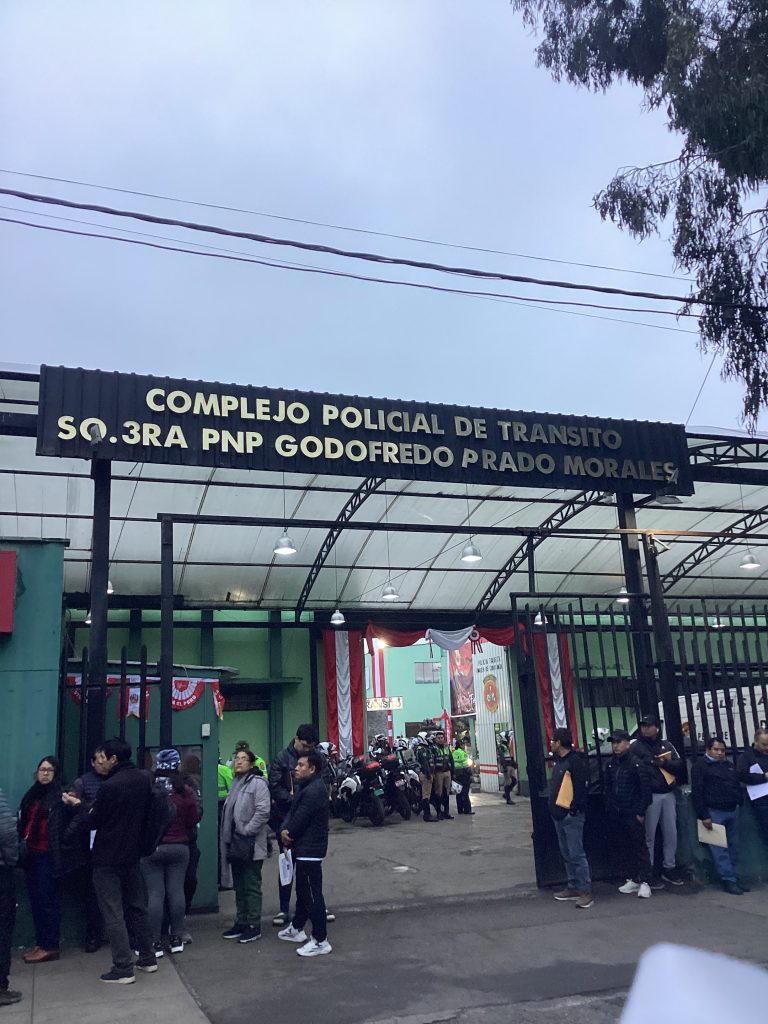 COMPLEJO POLICIAL DE TRANSITO
SO.3RA PNP GODOFREDO PRADO MORALES